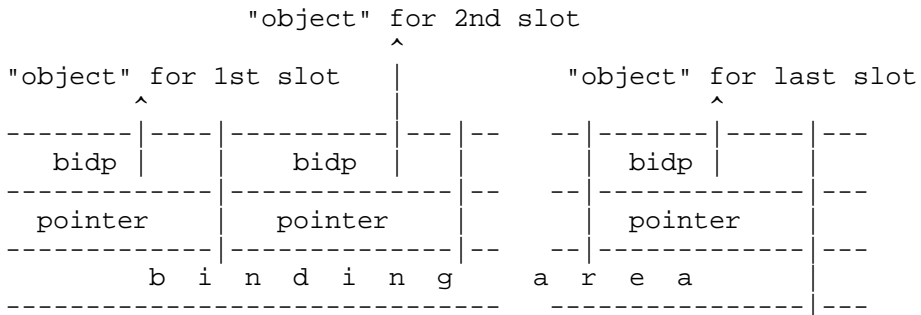 "object" for 2nd slot
"object" for 1st slot "object" for last slot
bidp bidp bidp
pointer pointer pointer
b i n d i n g a r e a